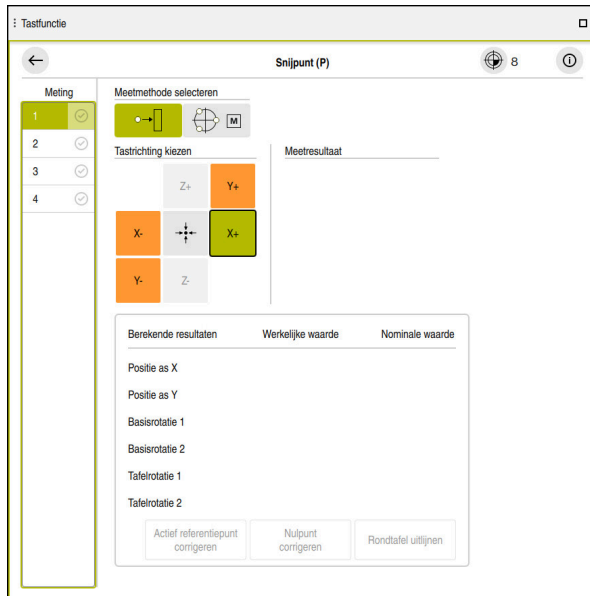 Tastfunctie
Snijpunt (P)
8
Meting
1
2
3
4
Meetmethode selecteren
M
Tastrichting kiezen
Meetresultaat
Z+
Y+
X-
X+
Y-
Z-
Berekende resultaten Werkelijke waarde Nominale waarde
Positie as X
Positie as Y
Basisrotatie 1
Basisrotatie 2
Tafelrotatie 1
Tafelrotatie 2
Actief referentiepunt
corrigeren
Nulpunt
corrigeren
Rondtafel uitlijnen